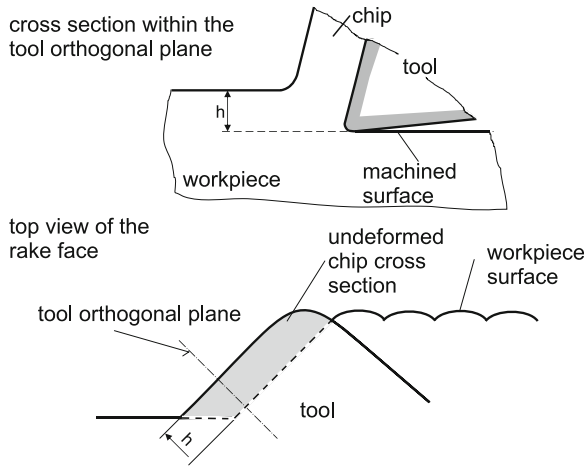 cross section within the
tool orthogonal plane
chip
tool
h
workpiece
machined
surface
top view of the
rake face
undeformed
chip cross
section
workpiece
surface
tool orthogonal plane
tool
h